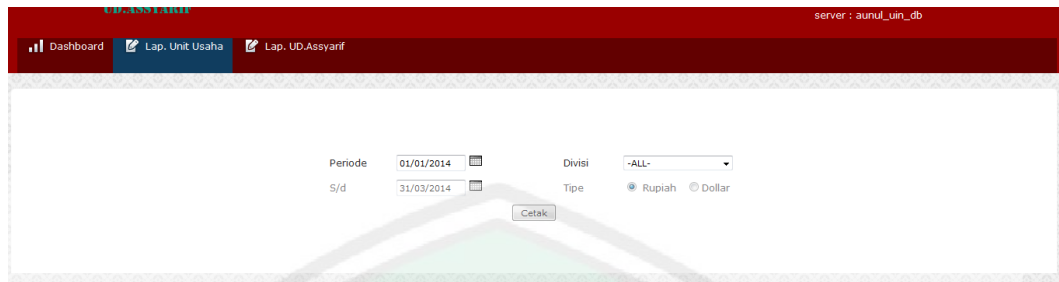 UD.ASSYARIF
server : aunul_uin_db
Dashboard Lap. Unit Usaha Lap. UD.Assyarif
Periode 01/01/2014 Divisi -ALL-
S/d 31/03/2014 Tipe Rupiah Dollar
Cetak